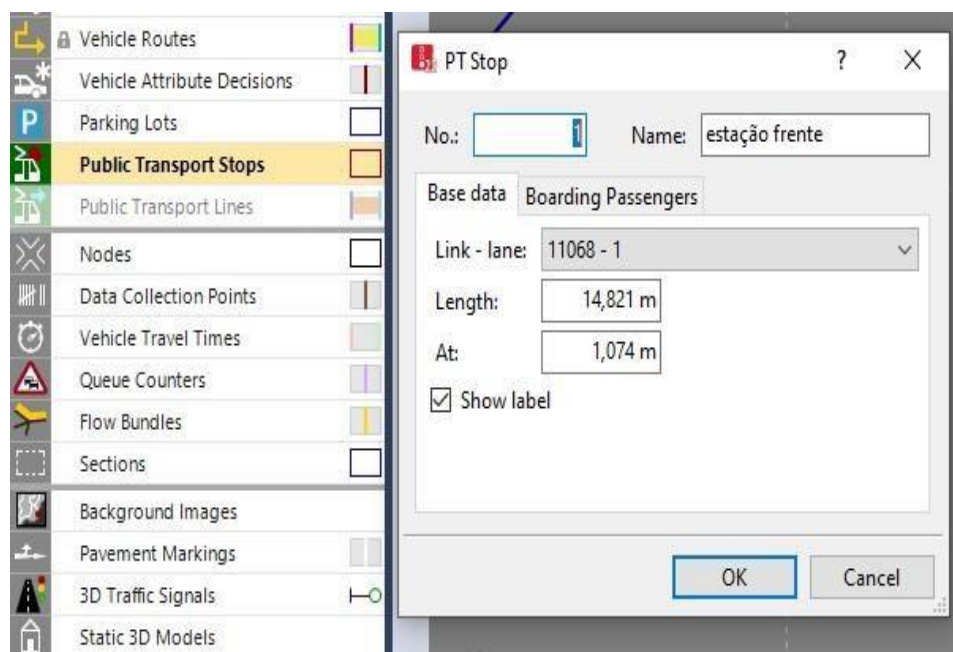 Vehicle Routes
Vehicle Attribute Decisions
P
Parking Lots
Public Transport Stops
Public Transport Lines
Nodes
Data Collection Points
Vehicle Travel Times
Queue Counters
Flow Bundles
Sections
Background Images
Pavement Markings
3D Traffic Signals
Static 3D Models
PT Stop
?
No.: 1 Name: estação frente
Base data Boarding Passengers
Link - lane: 11068 - 1
Length: 14,821 m
At: 1,074 m
Show label
OK Cancel